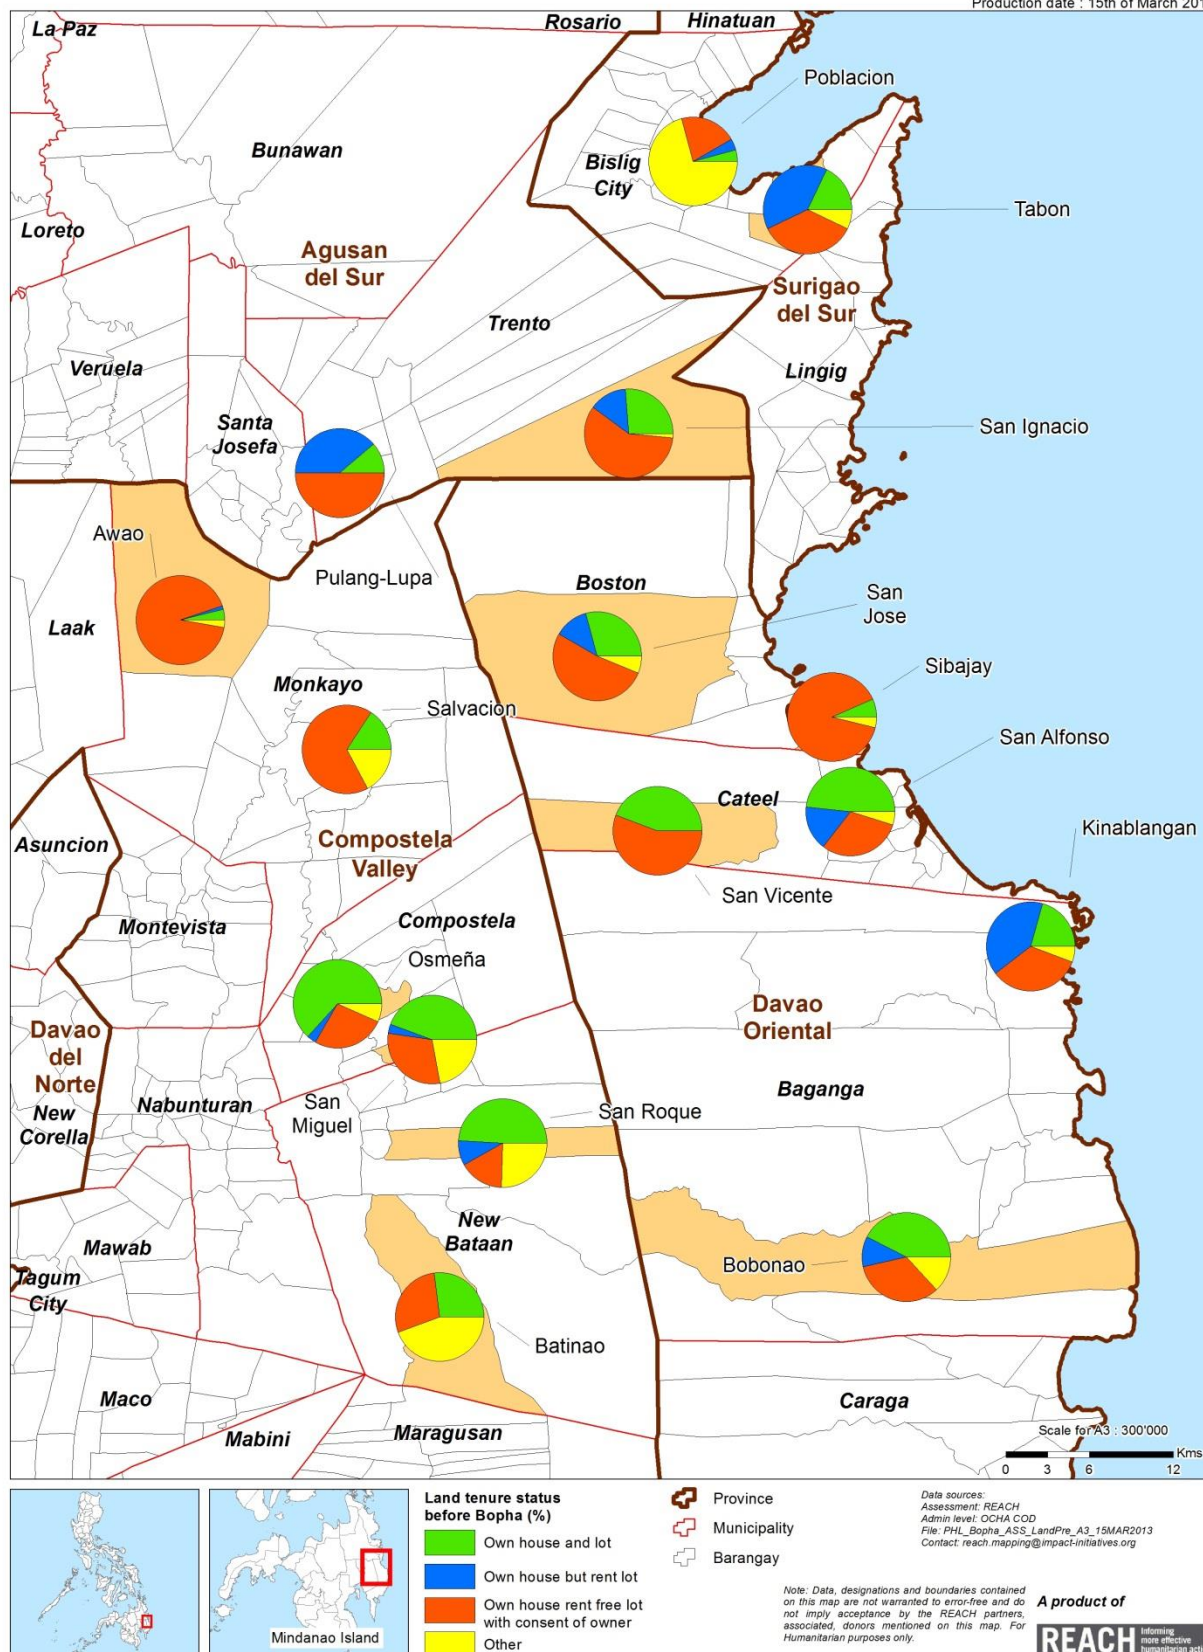 Production date : 15th of March 201
La Paz
Rosario
Hinatuan
Poblacion
Bunawan
Bislig
City
Loreto
Tabon
Agusan
del Sur
Surigao
del Sur
Trento
Veruela
Lingig
Santa
Josefa
San Ignacio
Awao
Pulang-Lupa
Boston
San
Jose
Laak
Sibajay
Monkayo
Salvacion
San Alfonso
Cateel
Kinablangan
Asuncion
Compostela
Valley
San Vicente
Montevista
Compostela
Osmeña
Davao
del
Norte
Davao
Oriental
New
Corella
Nabunturan
San
Miguel
San Roque
Baganga
Mawab
New
Bataan
Bobonao
Tagum
City
Batinao
Maco
Caraga
Mabini
Maragusan
Scale for A3 : 300'000
Kms
0 3 6 12
Mindanao Island
Land tenure status
before Bopha (%)
Own house and lot
Own house but rent lot
Own house rent free lot
with consent of owner
Other
Province
Municipality
Barangay
Data sources:
Assessment: REACH
Admin level: OCHA COD
File: PHL_Bopha_ASS_LandPre_A3_15MAR2013
Contact: reach.mapping@impact-initiatives.org
Note: Data, designations and boundaries contained
on this map are not warranted to error-free and do
not imply acceptance by the REACH partners,
associated, donors mentioned on this map. For
Humanitarian purposes only.
A product of
REACH
Informing
more effective
humanitarian acti